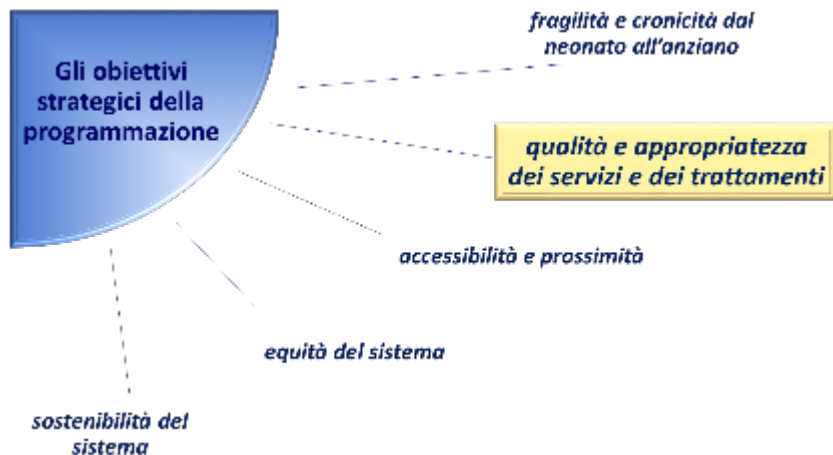 Gli obiettivi
strategici della
programmazione
fragilità e cronicità dal
neonato all'anziano
qualità e appropriatezza
dei servizi e dei trattamenti
accessibilità e prossimità
equità del sistema
sostenibilità del
sistema